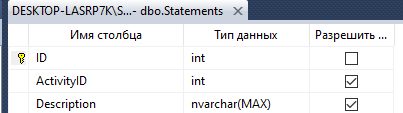 DESKTOP-LASRP7K\S...- dbo.Statements
Имя столбца Тип данных Разрешить ...
ID int
ActivityID int
Description nvarchar(MAX)